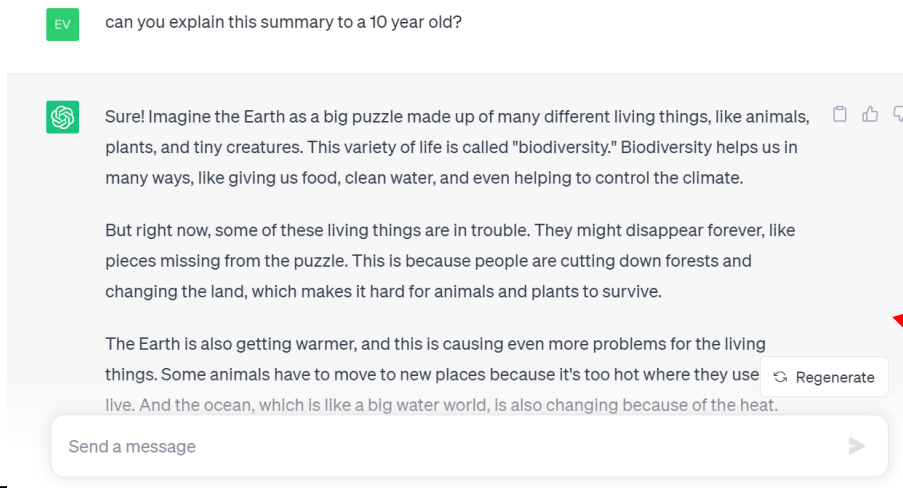 EV
can you explain this summary to a 10 year old?
Sure! Imagine the Earth as a big puzzle made up of many different living things, like animals,
plants, and tiny creatures. This variety of life is called "biodiversity." Biodiversity helps us in
many ways, like giving us food, clean water, and even helping to control the climate.
But right now, some of these living things are in trouble. They might disappear forever, like
pieces missing from the puzzle. This is because people are cutting down forests and
changing the land, which makes it hard for animals and plants to survive.
The Earth is also getting warmer, and this is causing even more problems for the living
things. Some animals have to move to new places because it's too hot where they use
Regenerate
live. And the ocean, which is like a big water world, is also changing because of the heat.
Send a message